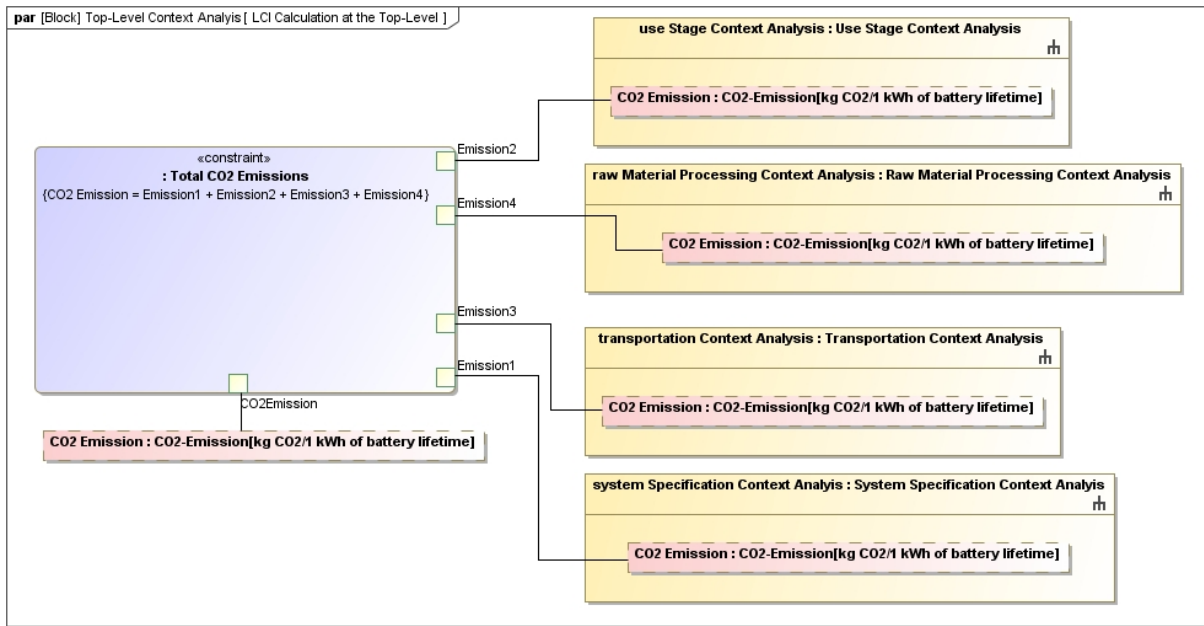 par [Block] Top-Level Context Analyis[ LCI Calculation at the Top-Level ]
use Stage Context Analysis : Use Stage Context Analysis
CO2 Emission : CO2-Emission[kg CO2/1 kWh of battery lifetime]
«constraint»
: Total CO2 Emissions
{CO2 Emission = Emission1 + Emission2 + Emission3 + Emission4}
Emission2
raw Material Processing Context Analysis : Raw Material Processing Context Analysis
Emission4
CO2 Emission : CO2-Emission[kg CO2/1 kWh of battery lifetime]
Emission3
transportation Context Analysis : Transportation Context Analysis
Emission1
CO2 Emission : CO2-Emission[kg CO2/1 kWh of battery lifetime]
CO2Emission
CO2 Emission : CO2-Emission[kg CO2/1 kWh of battery lifetime]
system Specification Context Analyis : System Specification Context Analyis
CO2 Emission : CO2-Emission[kg CO2/1 kWh of battery lifetime]